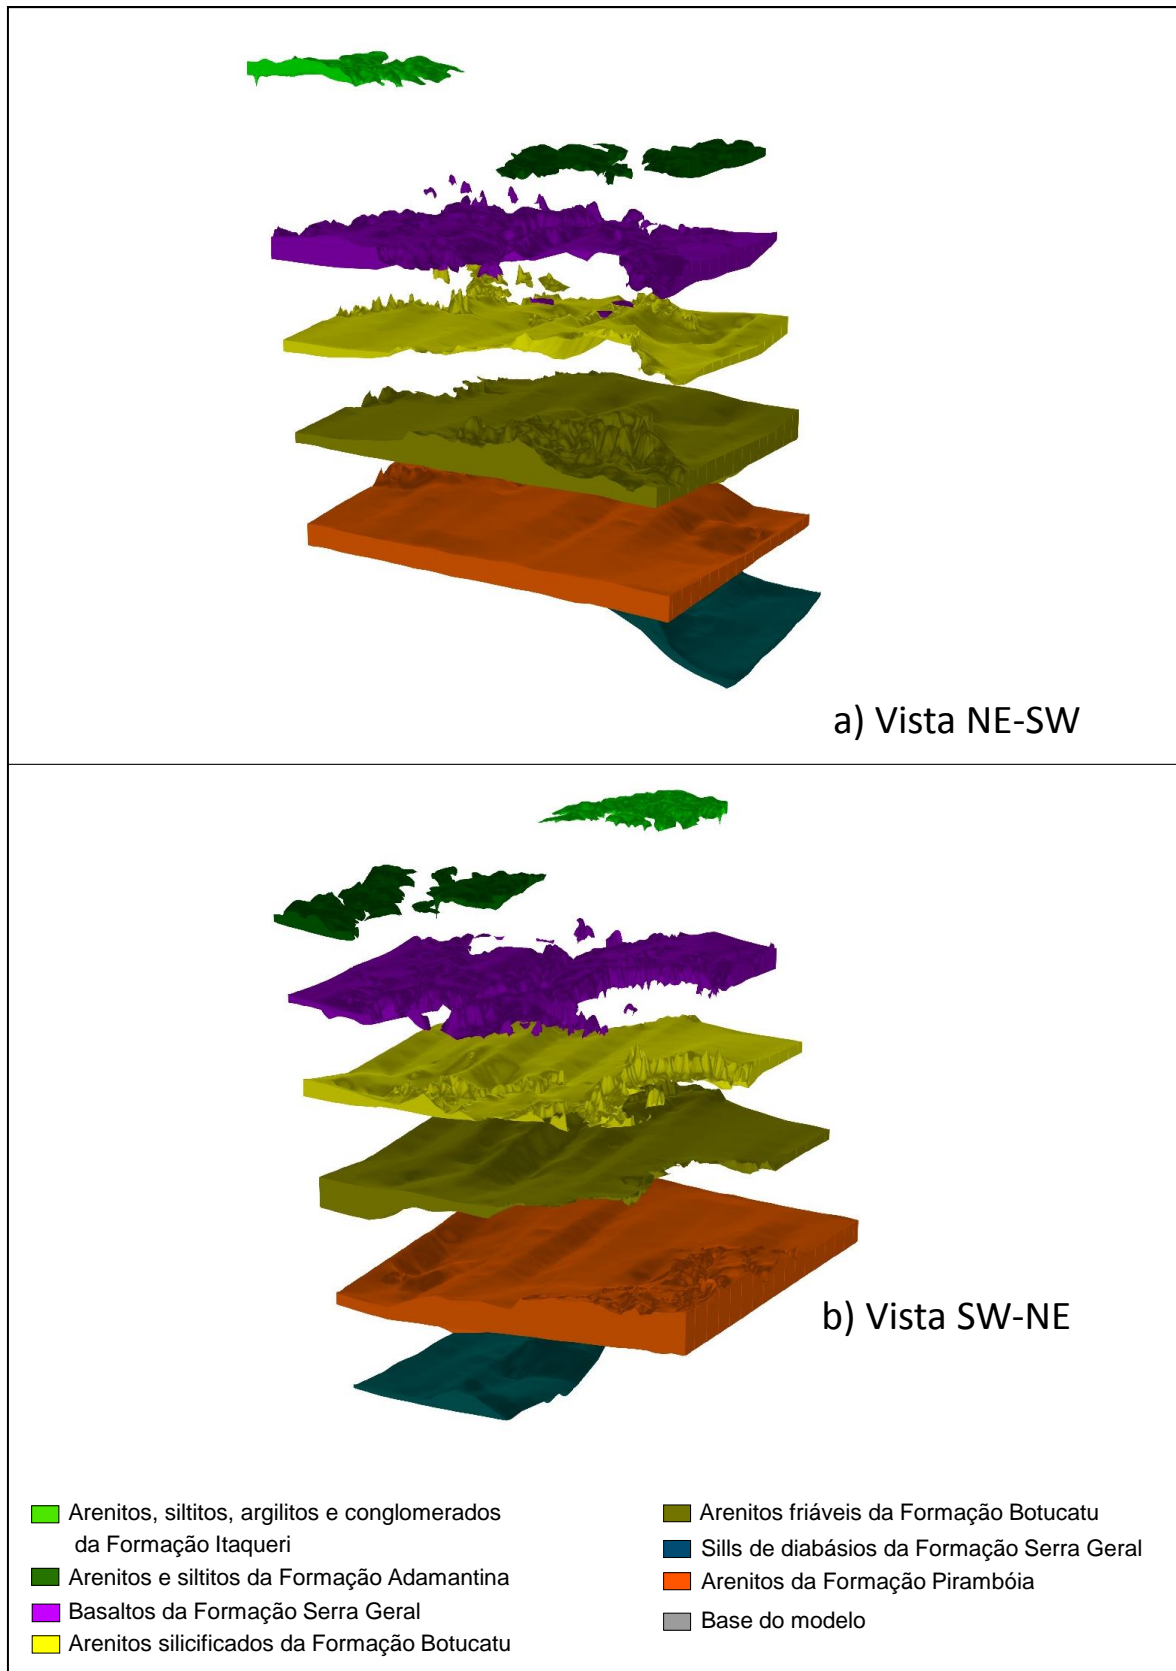 a) Vista NE-SW
b) Vista SW-NE
Arenitos, siltitos, argilitos e conglomerados
da Formação Itaqueri
Arenitos e siltitos da Formação Adamantina
Basaltos da Formação Serra Geral
Arenitos silicificados da Formação Botucatu
Arenitos friáveis da Formação Botucatu
Sills de diabásios da Formação Serra Geral
Arenitos da Formação Pirambóia
Base do modelo